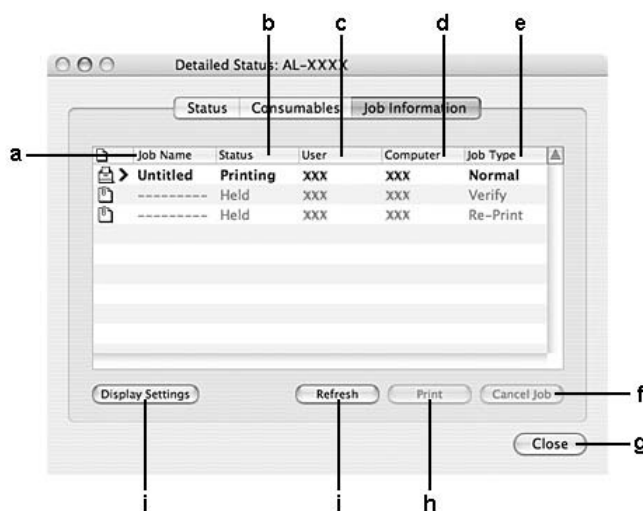 b c d e
Detailed Status: AL-XXXX
Status Consumables Job Information
a
Job Name Status User Computer Job Type
Untitled Printing xxx xxx Normal
--------- Held xxx xxx Verify
--------- Held xxx xxx Re-Print
Display Settings Refresh Print Cancel Job f
Close g
j i h